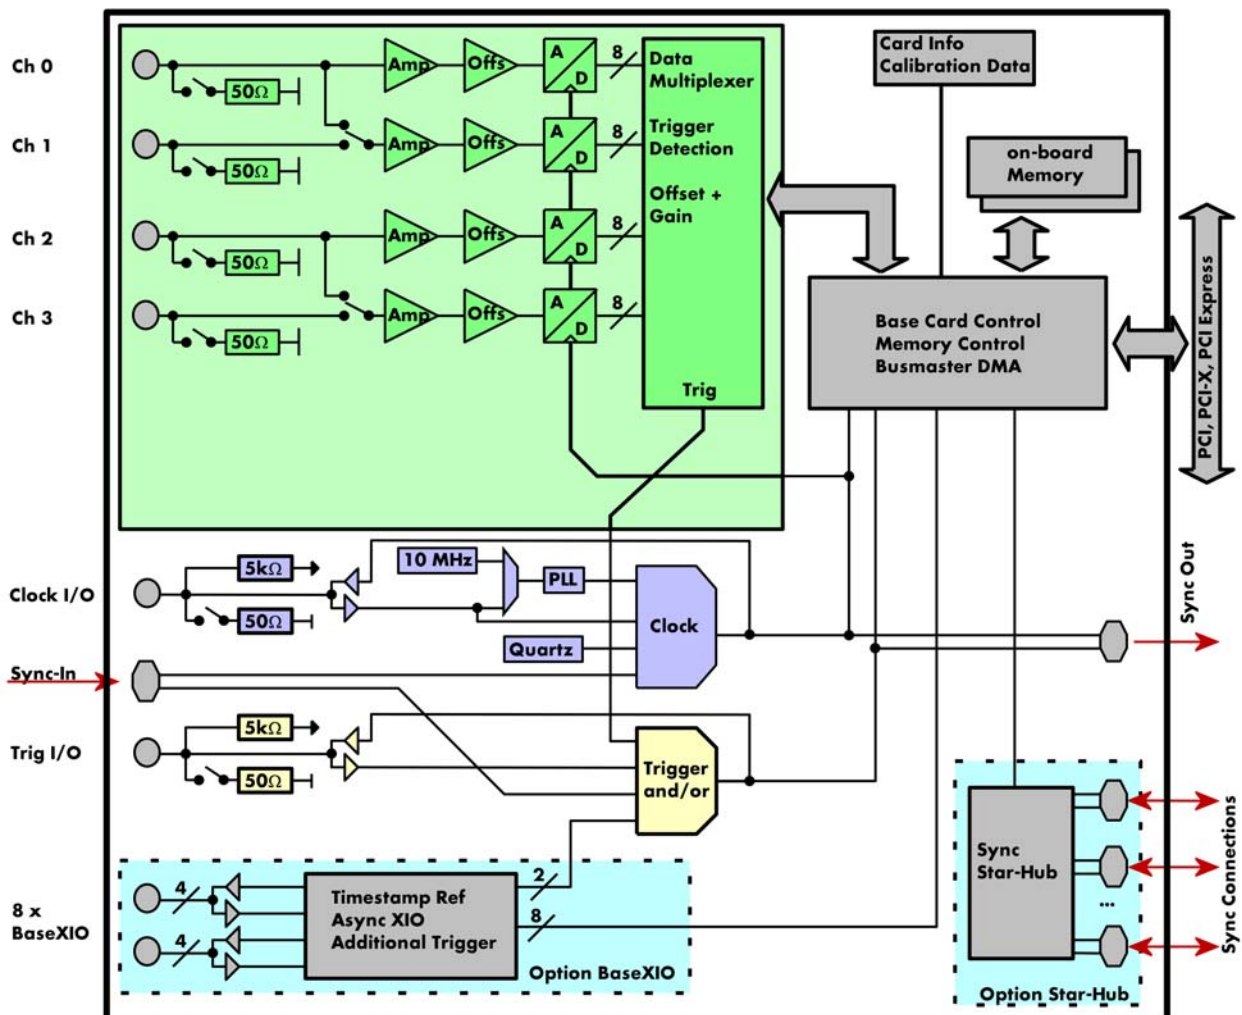 Ch 0
50Ω
Amp
Offs
A
D
8
Data
Multiplexer
Card Info
Calibration Data
Ch 1
50Ω
Amp
Offs
A
D
8
Trigger
Detection
on-board
Memory
Offset +
Gain
Ch 2
50Ω
Amp
Offs
A
D
8
Ch 3
50Ω
Amp
Offs
A
D
8
Base Card Control
Memory Control
Busmaster DMA
PCI, PCI-X, PCI Express
Trig
Clock I/O
5kΩ
50Ω
10 MHz
PLL
Clock
Quartz
Sync Out
Sync-In
Trig I/O
5kΩ
50Ω
Trigger
and/or
8 x
BaseXIO
4
4
Timestamp Ref
Async XIO
Additional Trigger
2
8
Option BaseXIO
Sync
Star-Hub
...
Option Star-Hub
Sync Connections